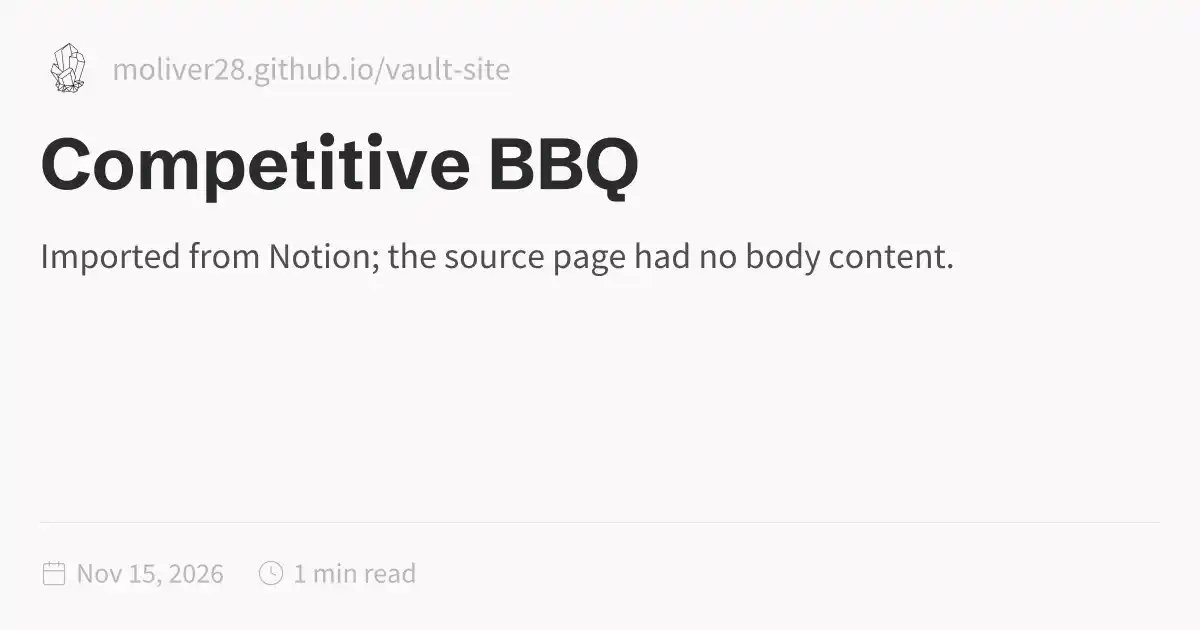 moliver28.github.io/vault-site
Competitive BBQ
Imported from Notion; the source page had no body content.
Nov 15, 2026 1 min read